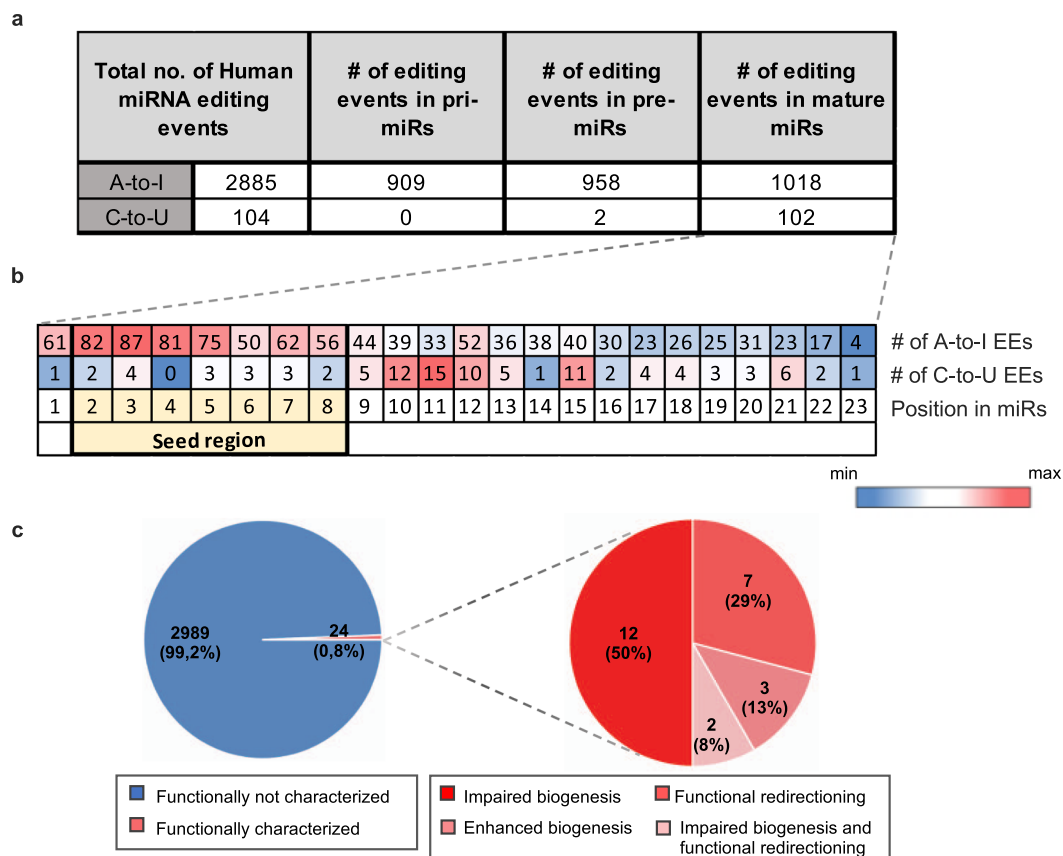 a
Total no. of Human
miRNA editing
events
# of editing
events in pri-
miRs
# of editing
events in pre-
miRs
# of editing
events in mature
miRs
A-to-I 2885 909 958 1018
C-to-U 104 0 2 102
b
61 82 87 81 75 50 62 56 44 39 33 52 36 38 40 30 23 26 25 31 23 17 4 # of A-to-I EEs
1 2 4 0 3 3 3 2 5 12 15 10 5 1 11 2 4 4 3 3 6 2 1 # of C-to-U EEs
1 2 3 4 5 6 7 8 9 10 11 12 13 14 15 16 17 18 19 20 21 22 23 Position in miRs
Seed region
min max
c
2989
(99,2%)
24
(0,8%)
12
(50%)
7
(29%)
3
(13%)
2
(8%)
Functionally not characterized
Functionally characterized
Impaired biogenesis
Functional redirectioning
Enhanced biogenesis
Impaired biogenesis and
functional redirectioning